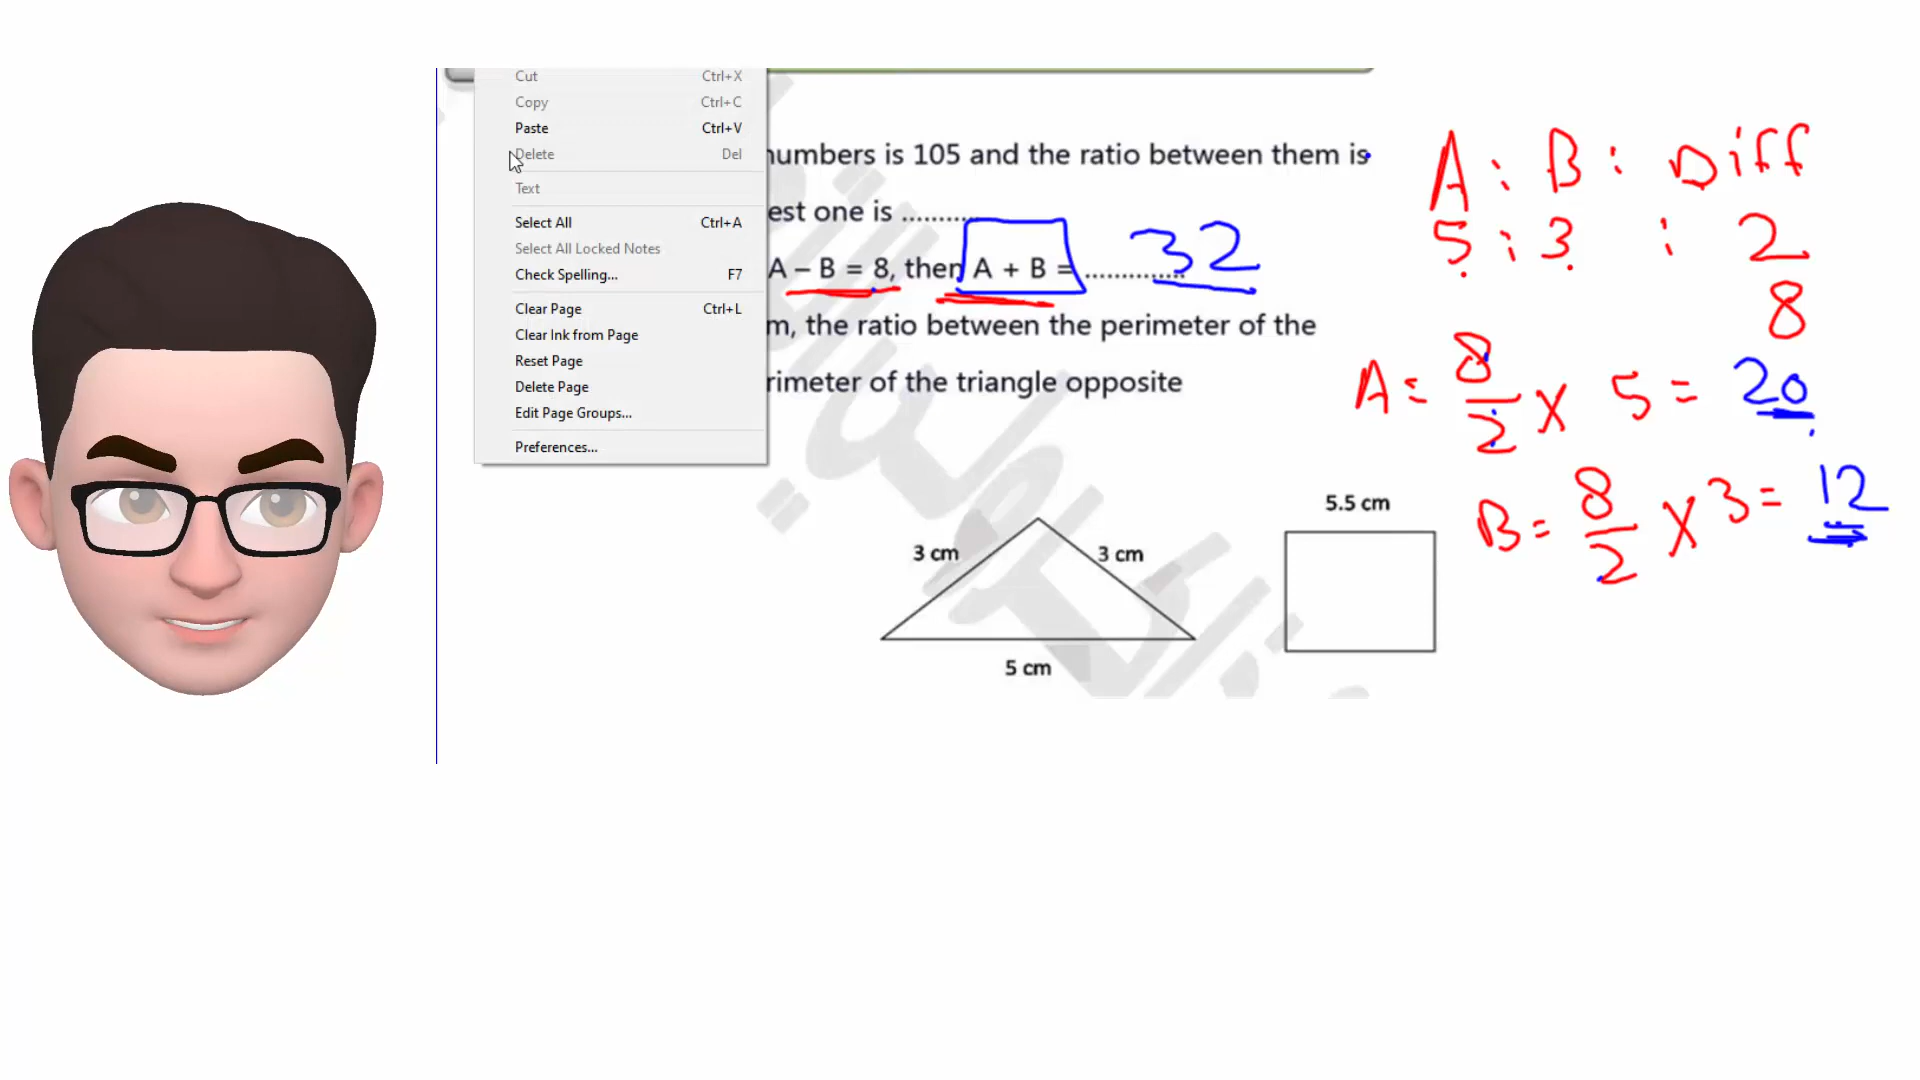 Cut Ctrl+X
Copy Ctrl+C
Paste Ctrl+V
Delete Del
Text
Select All Ctrl+A
Select All Locked Notes
Check Spelling... F7
Clear Page Ctrl+L
Clear Ink from Page
Reset Page
Delete Page
Edit Page Groups...
Preferences...
numbers is 105 and the ratio between them is
est one is ..........
A – B = 8, then A + B = .............. 32
m, the ratio between the perimeter of the
rimeter of the triangle opposite
3 cm
3 cm
5 cm
5.5 cm
A : B : Diff
5 : 3 : 2
8
A = 8/2 X 5 = 20
B = 8/2 X 3 = 12